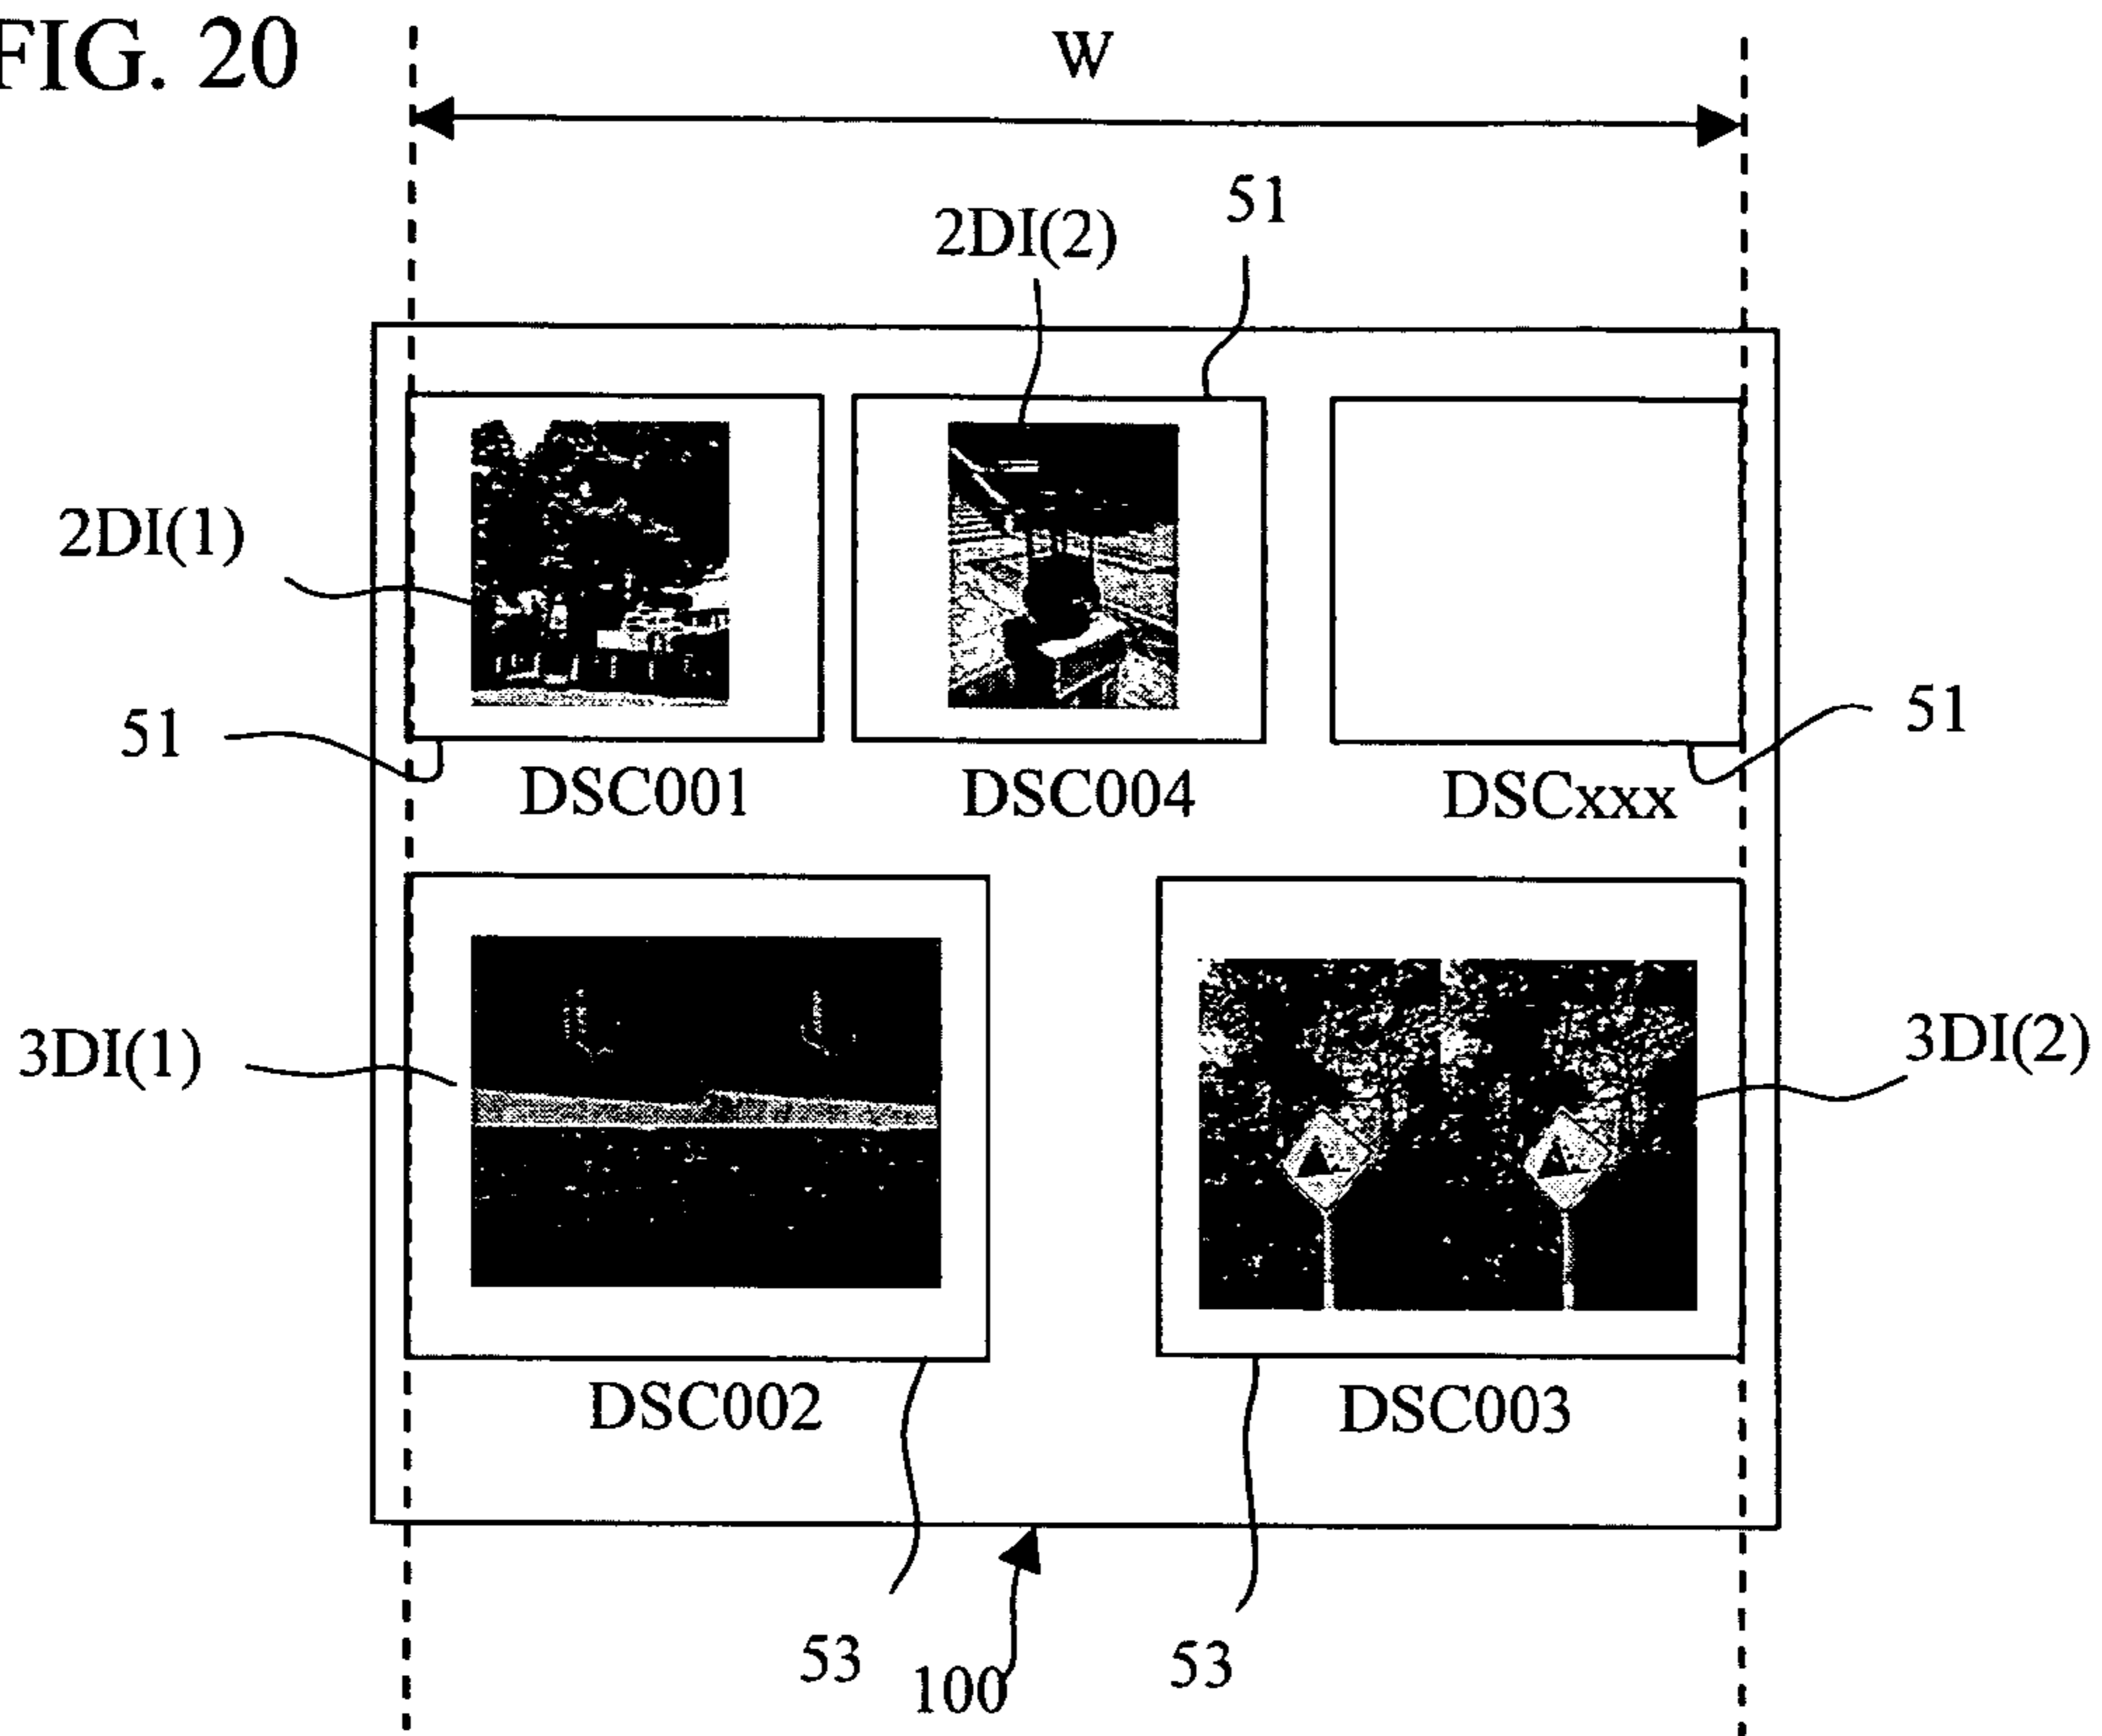 FIG. 20
W
51
2DI(2)
2DI(1)
51
51
DSC001
DSC004
DSCxxx
3DI(1)
3DI(2)
DSC002
DSC003
53
100
53